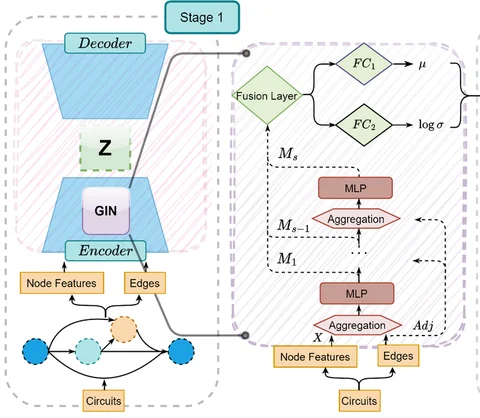 Stage 1
Decoder
Z
GIN
Encoder
Node Features
Edges
Circuits
Fusion Layer
FC₁
μ
FC₂
log σ
Mₛ
MLP
Aggregation
Mₛ₋₁
...
M₁
MLP
Aggregation
X
Adj
Node Features
Edges
Circuits